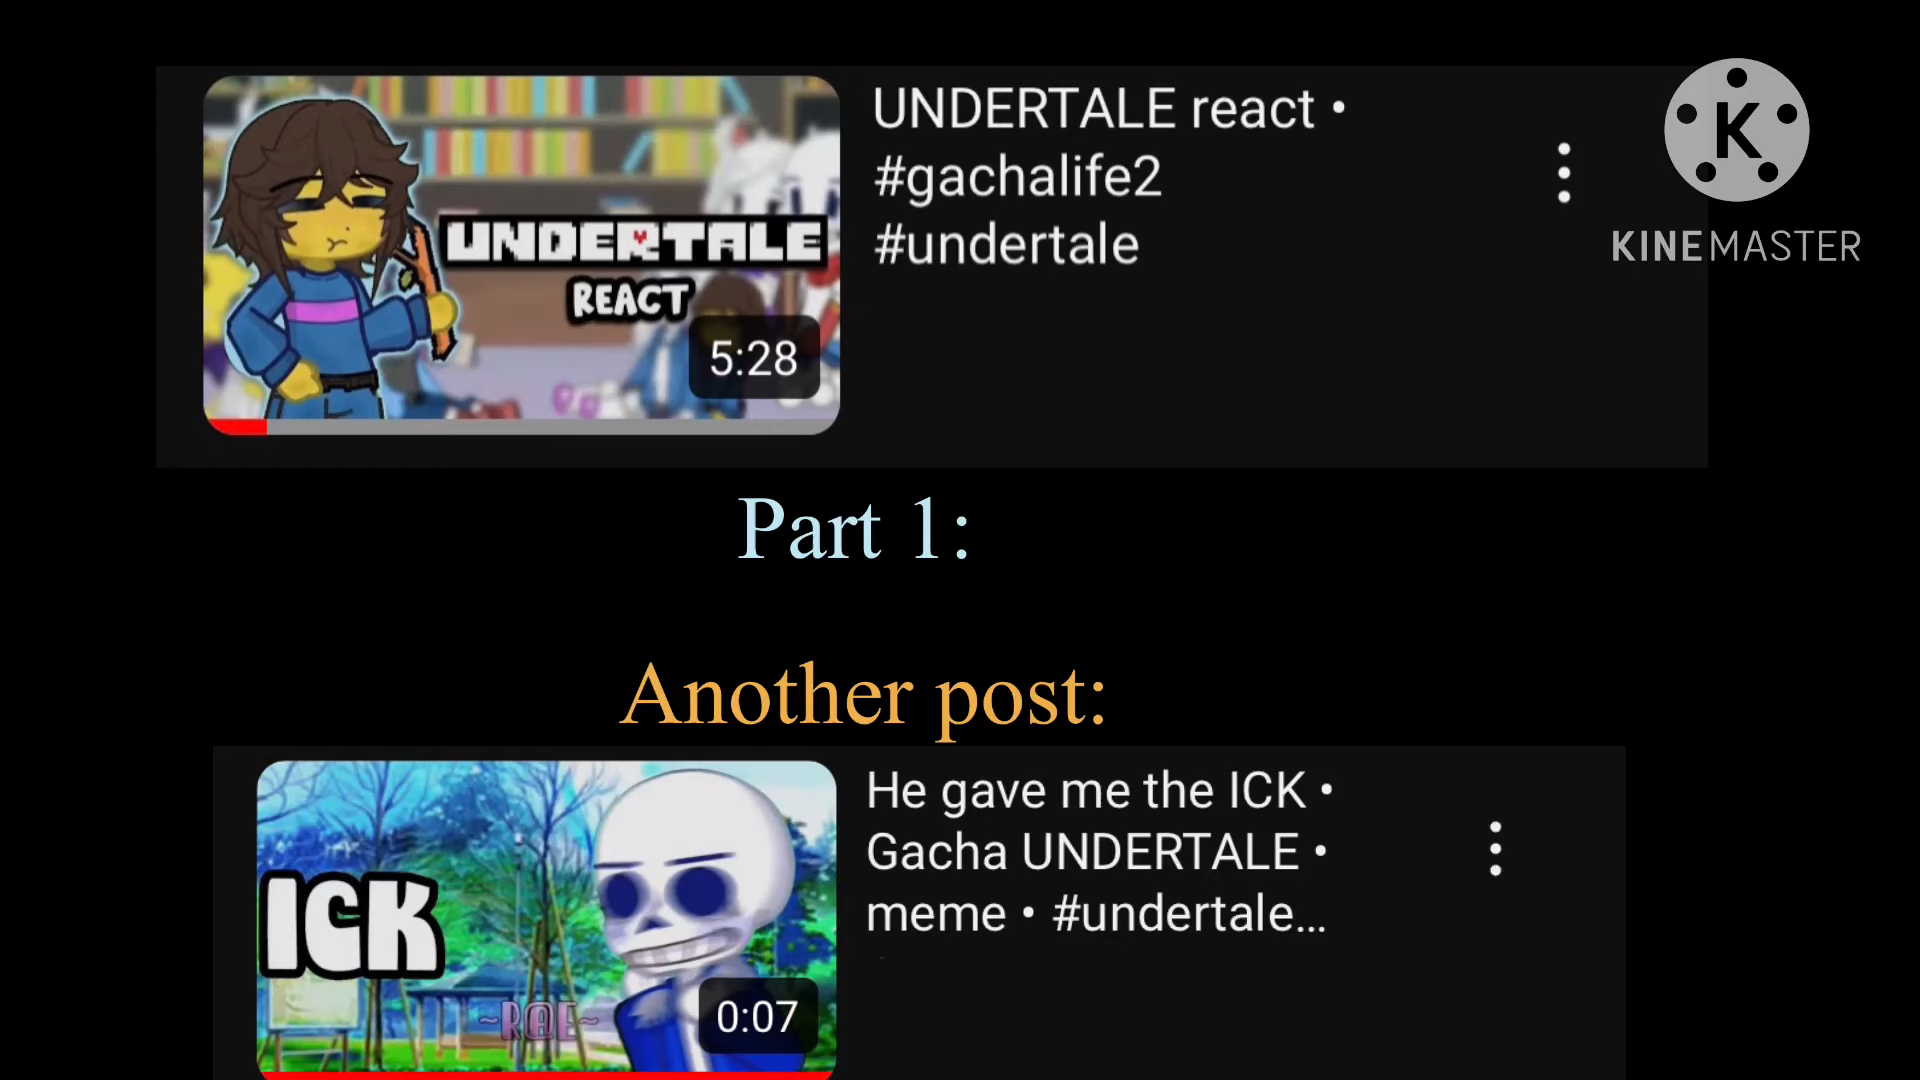 UNDERTALE
REACT
5:28
UNDERTALE react •
#gachalife2
#undertale
K
KINEMASTER
Part 1:
Another post:
ICK
~R@E~
0:07
He gave me the ICK •
Gacha UNDERTALE •
meme • #undertale...